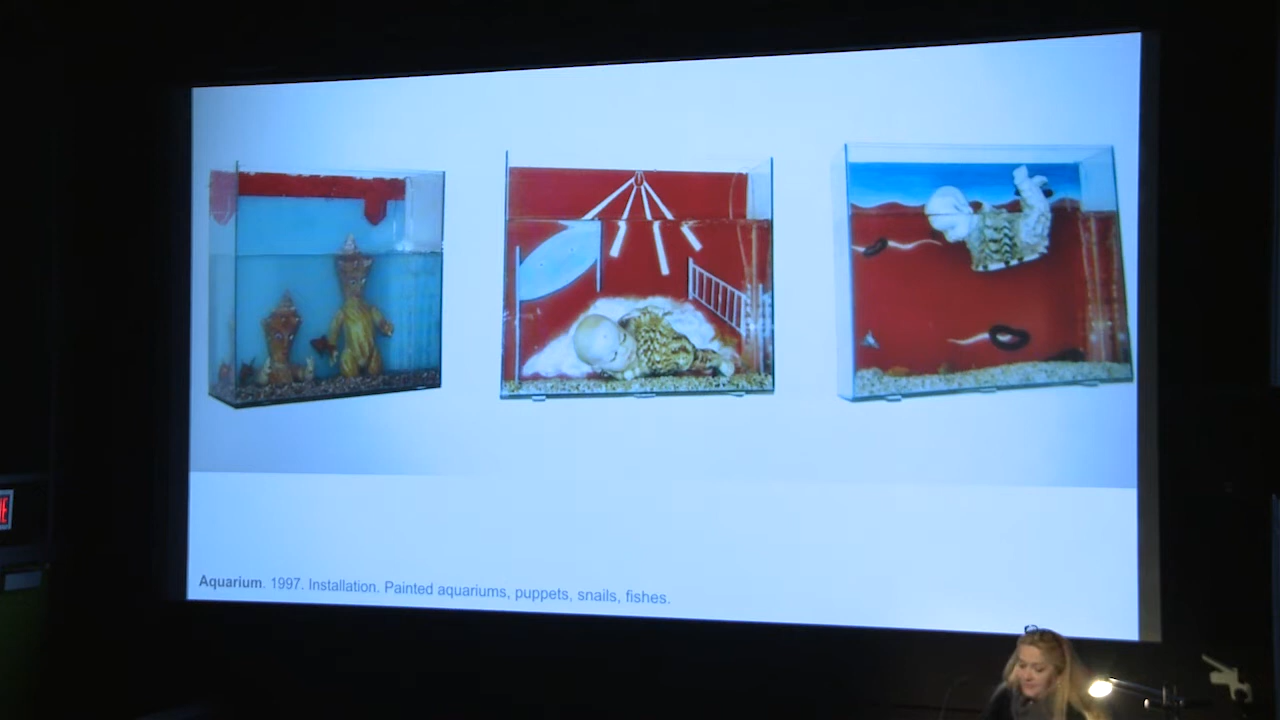 Aquarium. 1997. Installation. Painted aquariums, puppets, snails, fishes.